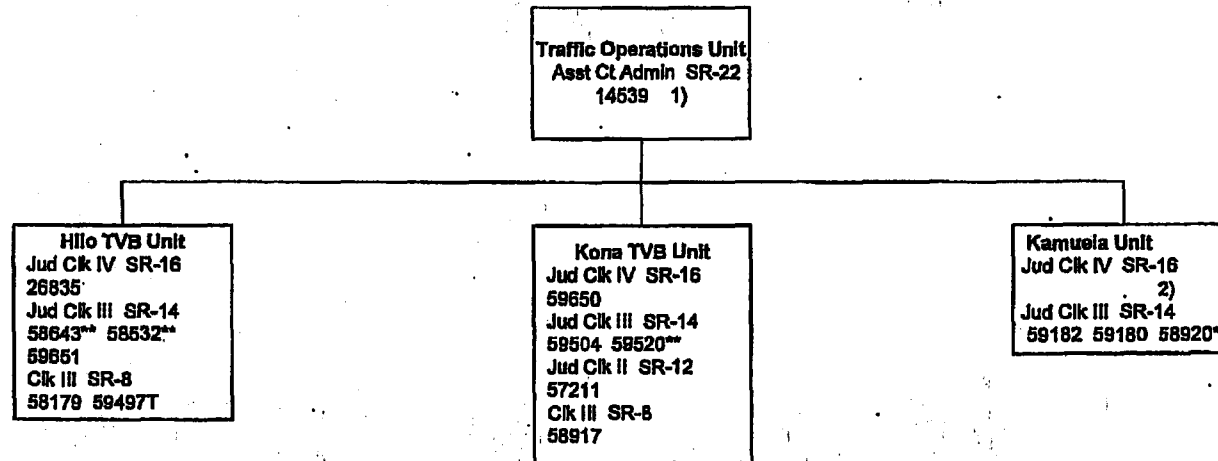 Traffic Operations Unit
Asst Ct Admin SR-22
14539 1)
Hilo TVB Unit
Jud Clk IV SR-16
26835
Jud Clk III SR-14
58643** 58532**
59651
Clk III SR-8
58179 59497T
Kona TVB Unit
Jud Clk IV SR-16
59650
Jud Clk III SR-14
59504 59520**
Jud Clk II SR-12
57211
Clk III SR-8
58917
Kamuela Unit
Jud Clk IV SR-16
2)
Jud Clk III SR-14
59182 59180 58920*